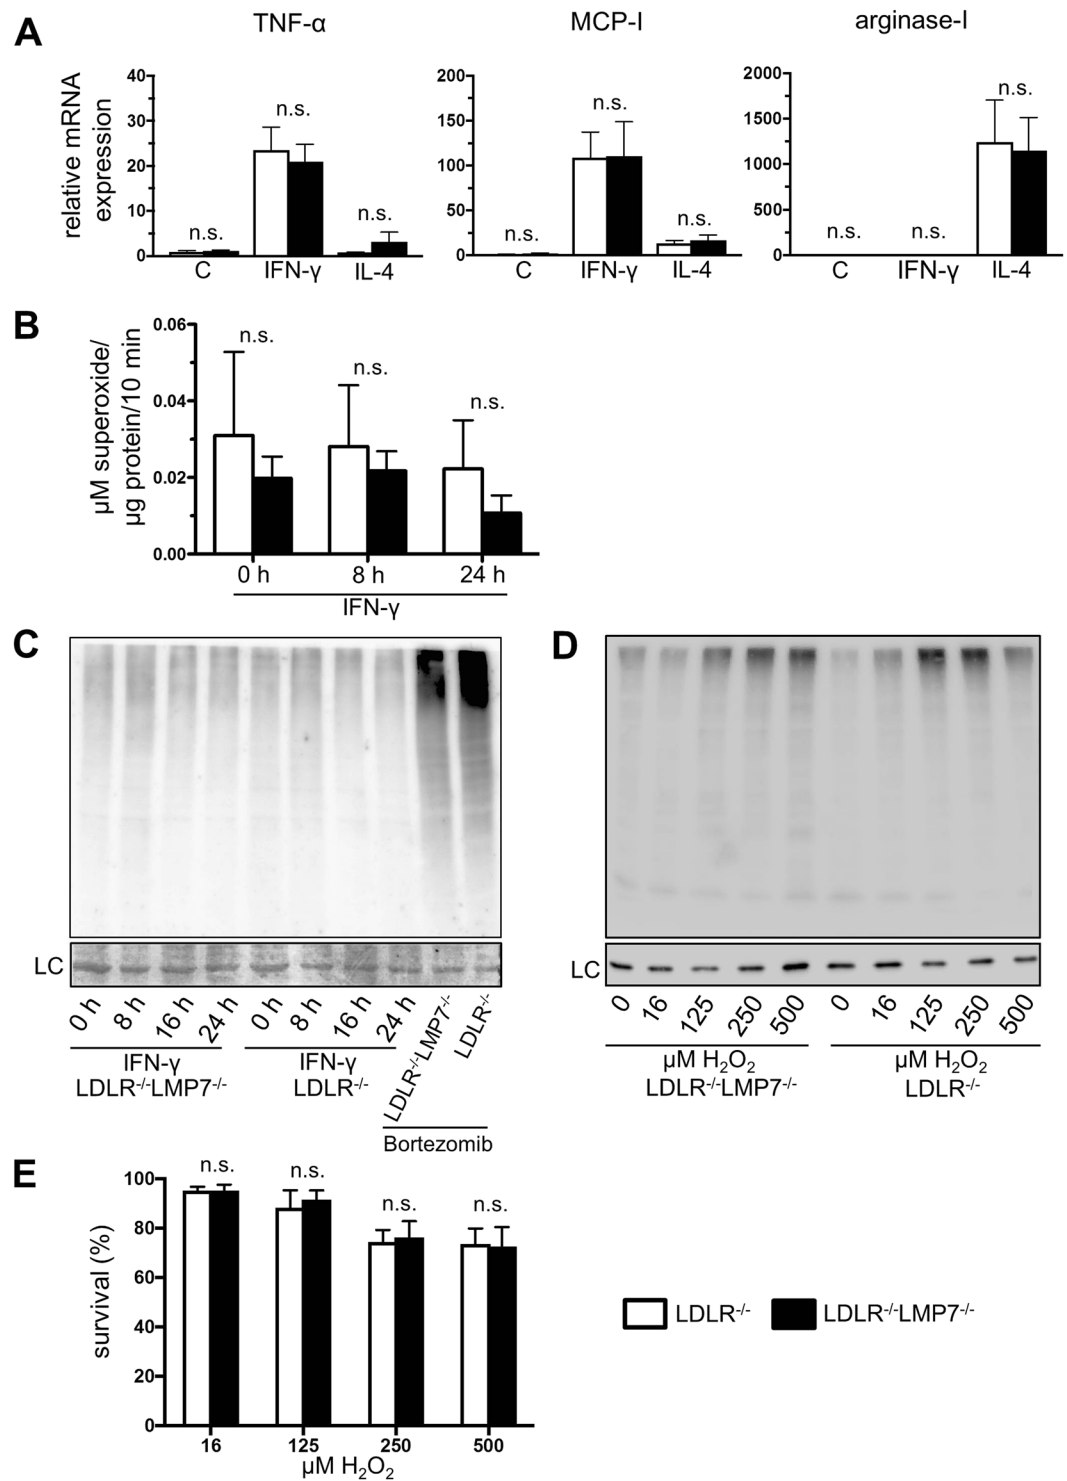 A
TNF-α
MCP-I
arginase-I
relative mRNA
expression
40
30
20
10
0
n.s.
n.s.
n.s.
C
IFN-γ
IL-4
200
150
100
50
0
n.s.
n.s.
n.s.
C
IFN-γ
IL-4
2000
1500
1000
500
0
n.s.
n.s.
n.s.
C
IFN-γ
IL-4
B
µM superoxide/
µg protein/10 min
0.06
0.04
0.02
0.00
n.s.
n.s.
n.s.
0 h
8 h
24 h
IFN-γ
C
LC
0 h
8 h
16 h
24 h
0 h
8 h
16 h
24 h
LDLR-/-LMP7-/-
LDLR-/-
IFN-γ
LDLR-/-LMP7-/-
IFN-γ
LDLR-/-
Bortezomib
D
LC
0
16
125
250
500
0
16
125
250
500
µM H2O2
LDLR-/-LMP7-/-
µM H2O2
LDLR-/-
E
survival (%)
100
80
60
40
20
0
n.s.
n.s.
n.s.
n.s.
16
125
250
500
µM H2O2
LDLR-/-
LDLR-/-LMP7-/-